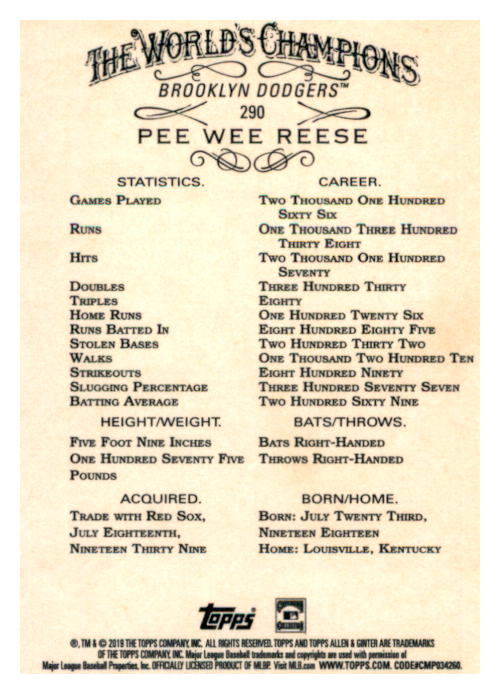 THE WORLD'S CHAMPIONS
BROOKLYN DODGERS™
290
PEE WEE REESE
STATISTICS. CAREER.
GAMES PLAYED TWO THOUSAND ONE HUNDRED
SIXTY SIX
RUNS ONE THOUSAND THREE HUNDRED
THIRTY EIGHT
HITS TWO THOUSAND ONE HUNDRED
SEVENTY
DOUBLES THREE HUNDRED THIRTY
TRIPLES EIGHTY
HOME RUNS ONE HUNDRED TWENTY SIX
RUNS BATTED IN EIGHT HUNDRED EIGHTY FIVE
STOLEN BASES TWO HUNDRED THIRTY TWO
WALKS ONE THOUSAND TWO HUNDRED TEN
STRIKEOUTS EIGHT HUNDRED NINETY
SLUGGING PERCENTAGE THREE HUNDRED SEVENTY SEVEN
BATTING AVERAGE TWO HUNDRED SIXTY NINE
HEIGHT/WEIGHT. BATS/THROWS.
FIVE FOOT NINE INCHES BATS RIGHT-HANDED
ONE HUNDRED SEVENTY FIVE THROWS RIGHT-HANDED
POUNDS
ACQUIRED. BORN/HOME.
TRADE WITH RED SOX, BORN: JULY TWENTY THIRD,
JULY EIGHTEENTH, NINETEEN EIGHTEEN
NINETEEN THIRTY NINE HOME: LOUISVILLE, KENTUCKY
Topps
®, TM & © 2019 THE TOPPS COMPANY, INC. ALL RIGHTS RESERVED. TOPPS AND TOPPS ALLEN & GINTER ARE TRADEMARKS
OF THE TOPPS COMPANY, INC. Major League Baseball trademarks and copyrights are used with permission of
Major League Baseball Properties, Inc. OFFICIALLY LICENSED PRODUCT OF MLBP. Visit MLB.com WWW.TOPPS.COM. CODE#CMP034260.